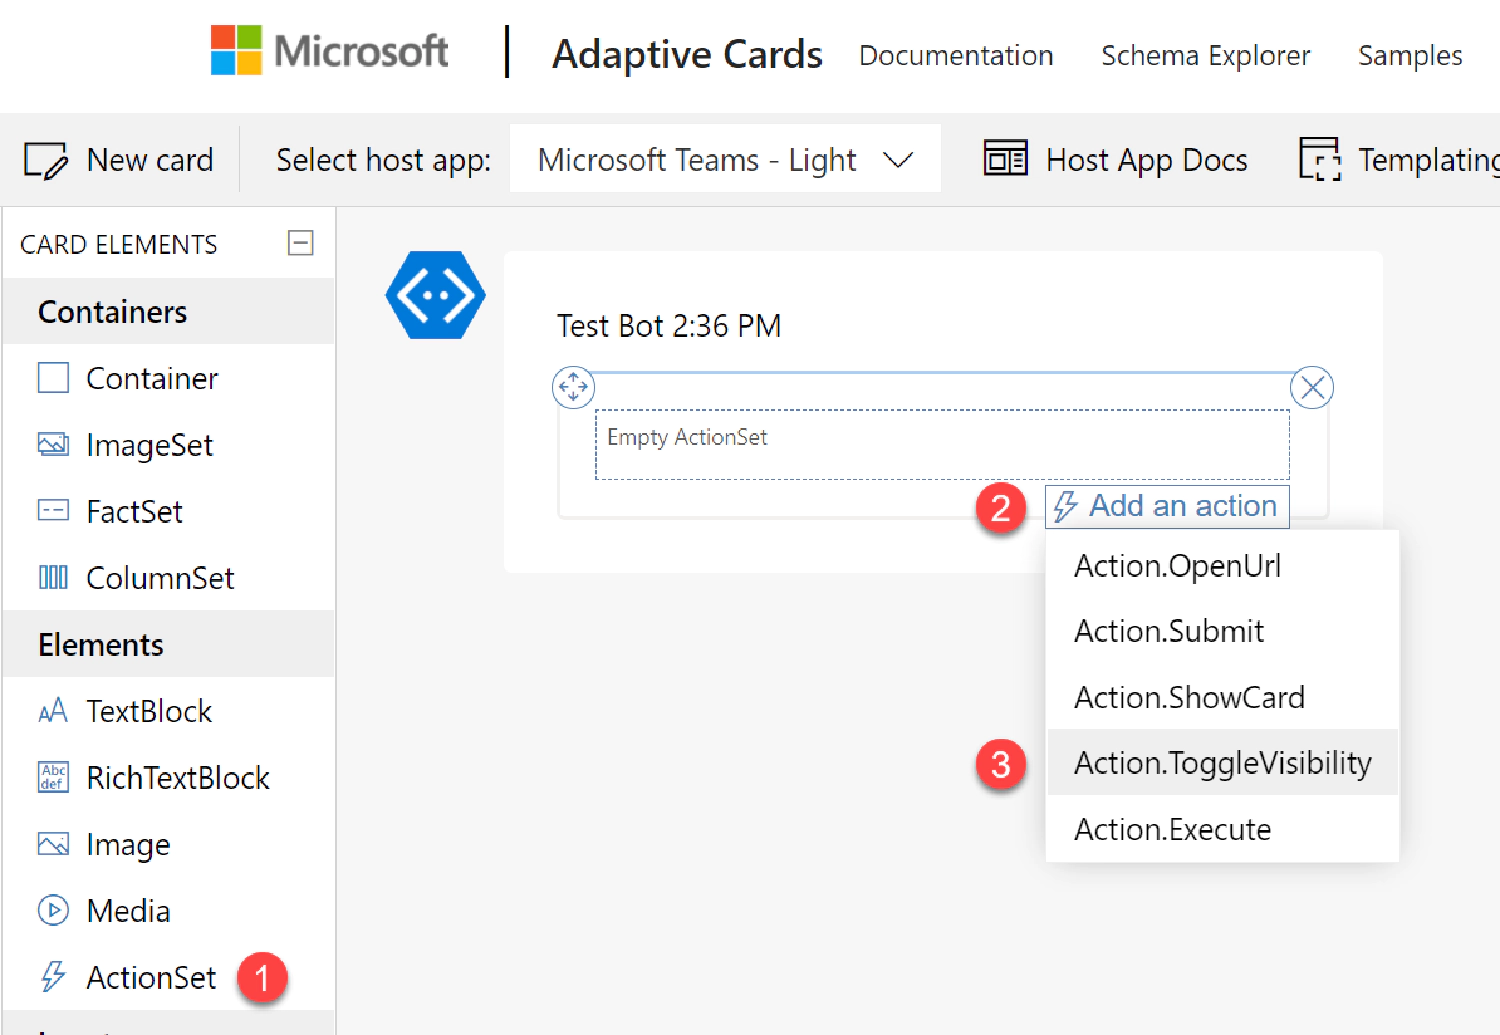 Microsoft
Adaptive Cards
Documentation
Schema Explorer
Samples
New card
Select host app:
Microsoft Teams - Light
Host App Docs
Templating
CARD ELEMENTS
Containers
Container
ImageSet
FactSet
ColumnSet
Elements
TextBlock
Abc
def
RichTextBlock
Image
Media
ActionSet
1
Test Bot 2:36 PM
Empty ActionSet
2
Add an action
Action.OpenUrl
Action.Submit
Action.ShowCard
3
Action.ToggleVisibility
Action.Execute